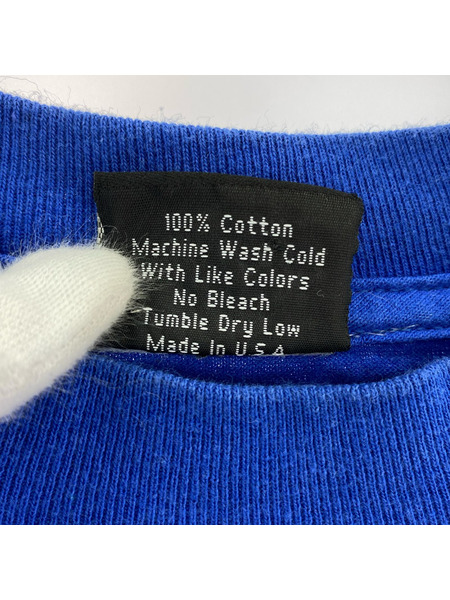 100% Cotton
Machine Wash Cold
With Like Colors
No Bleach
Tumble Dry Low
Made In U.S.A